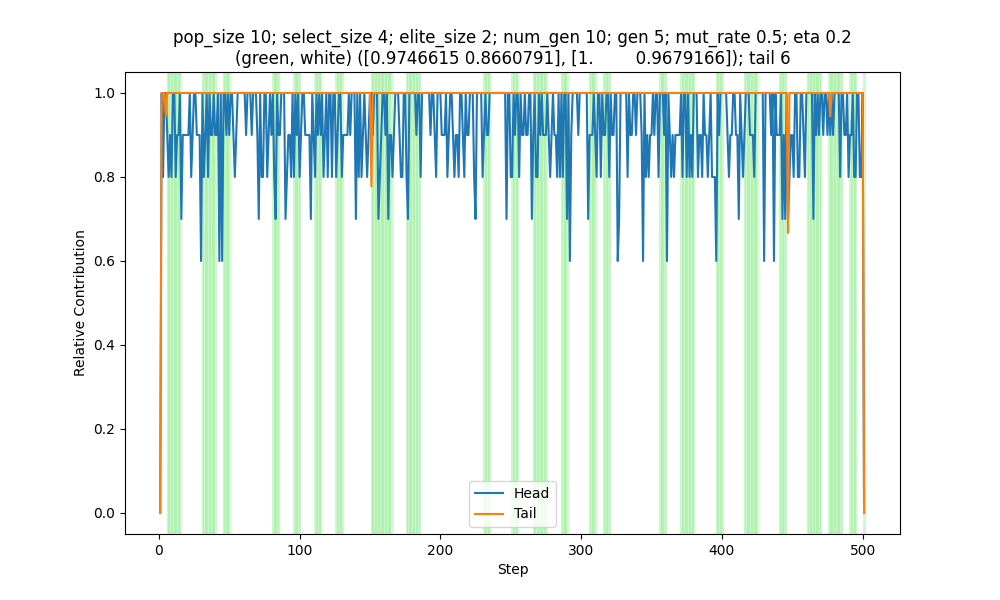 pop_size 10; select_size 4; elite_size 2; num_gen 10; gen 5; mut_rate 0.5; eta 0.2
(green, white) ([0.9746615 0.8660791], [1.         0.9679166]); tail 6
1.0
0.8
0.6
0.4
0.2
0.0
Relative Contribution
Head
Tail
0
100
200
300
400
500
Step